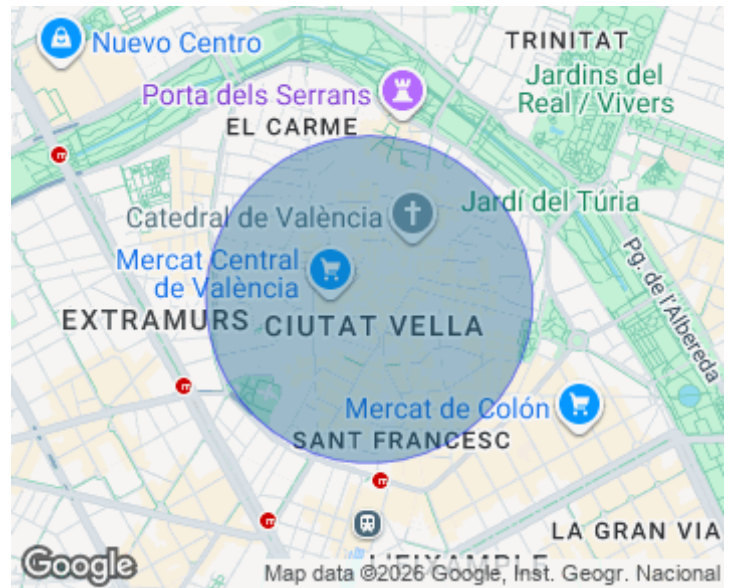 Nuevo Centro
TRINITAT
Jardins del
Real / Vivers
Porta dels Serrans
EL CARME
Catedral de València
Jardí del Túria
Mercat Central
de València
Pg. de l'Albereda
EXTRAMURS
CIUTAT VELLA
Mercat de Colón
SANT FRANCESC
LA GRAN VIA
L'EIXAMPLE
Google
Map data ©2026 Google, Inst. Geogr. Nacional